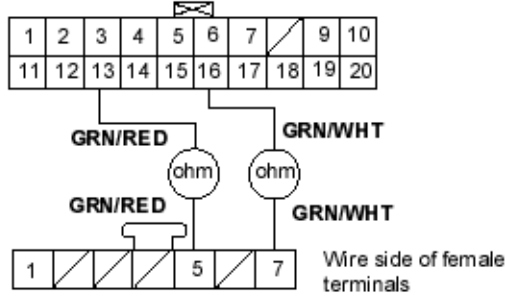 1 2 3 4 5 6 7 9 10
11 12 13 14 15 16 17 18 19 20
GRN/RED
GRN/WHT
ohm
ohm
GRN/RED
GRN/WHT
1 5 7
Wire side of female
terminals